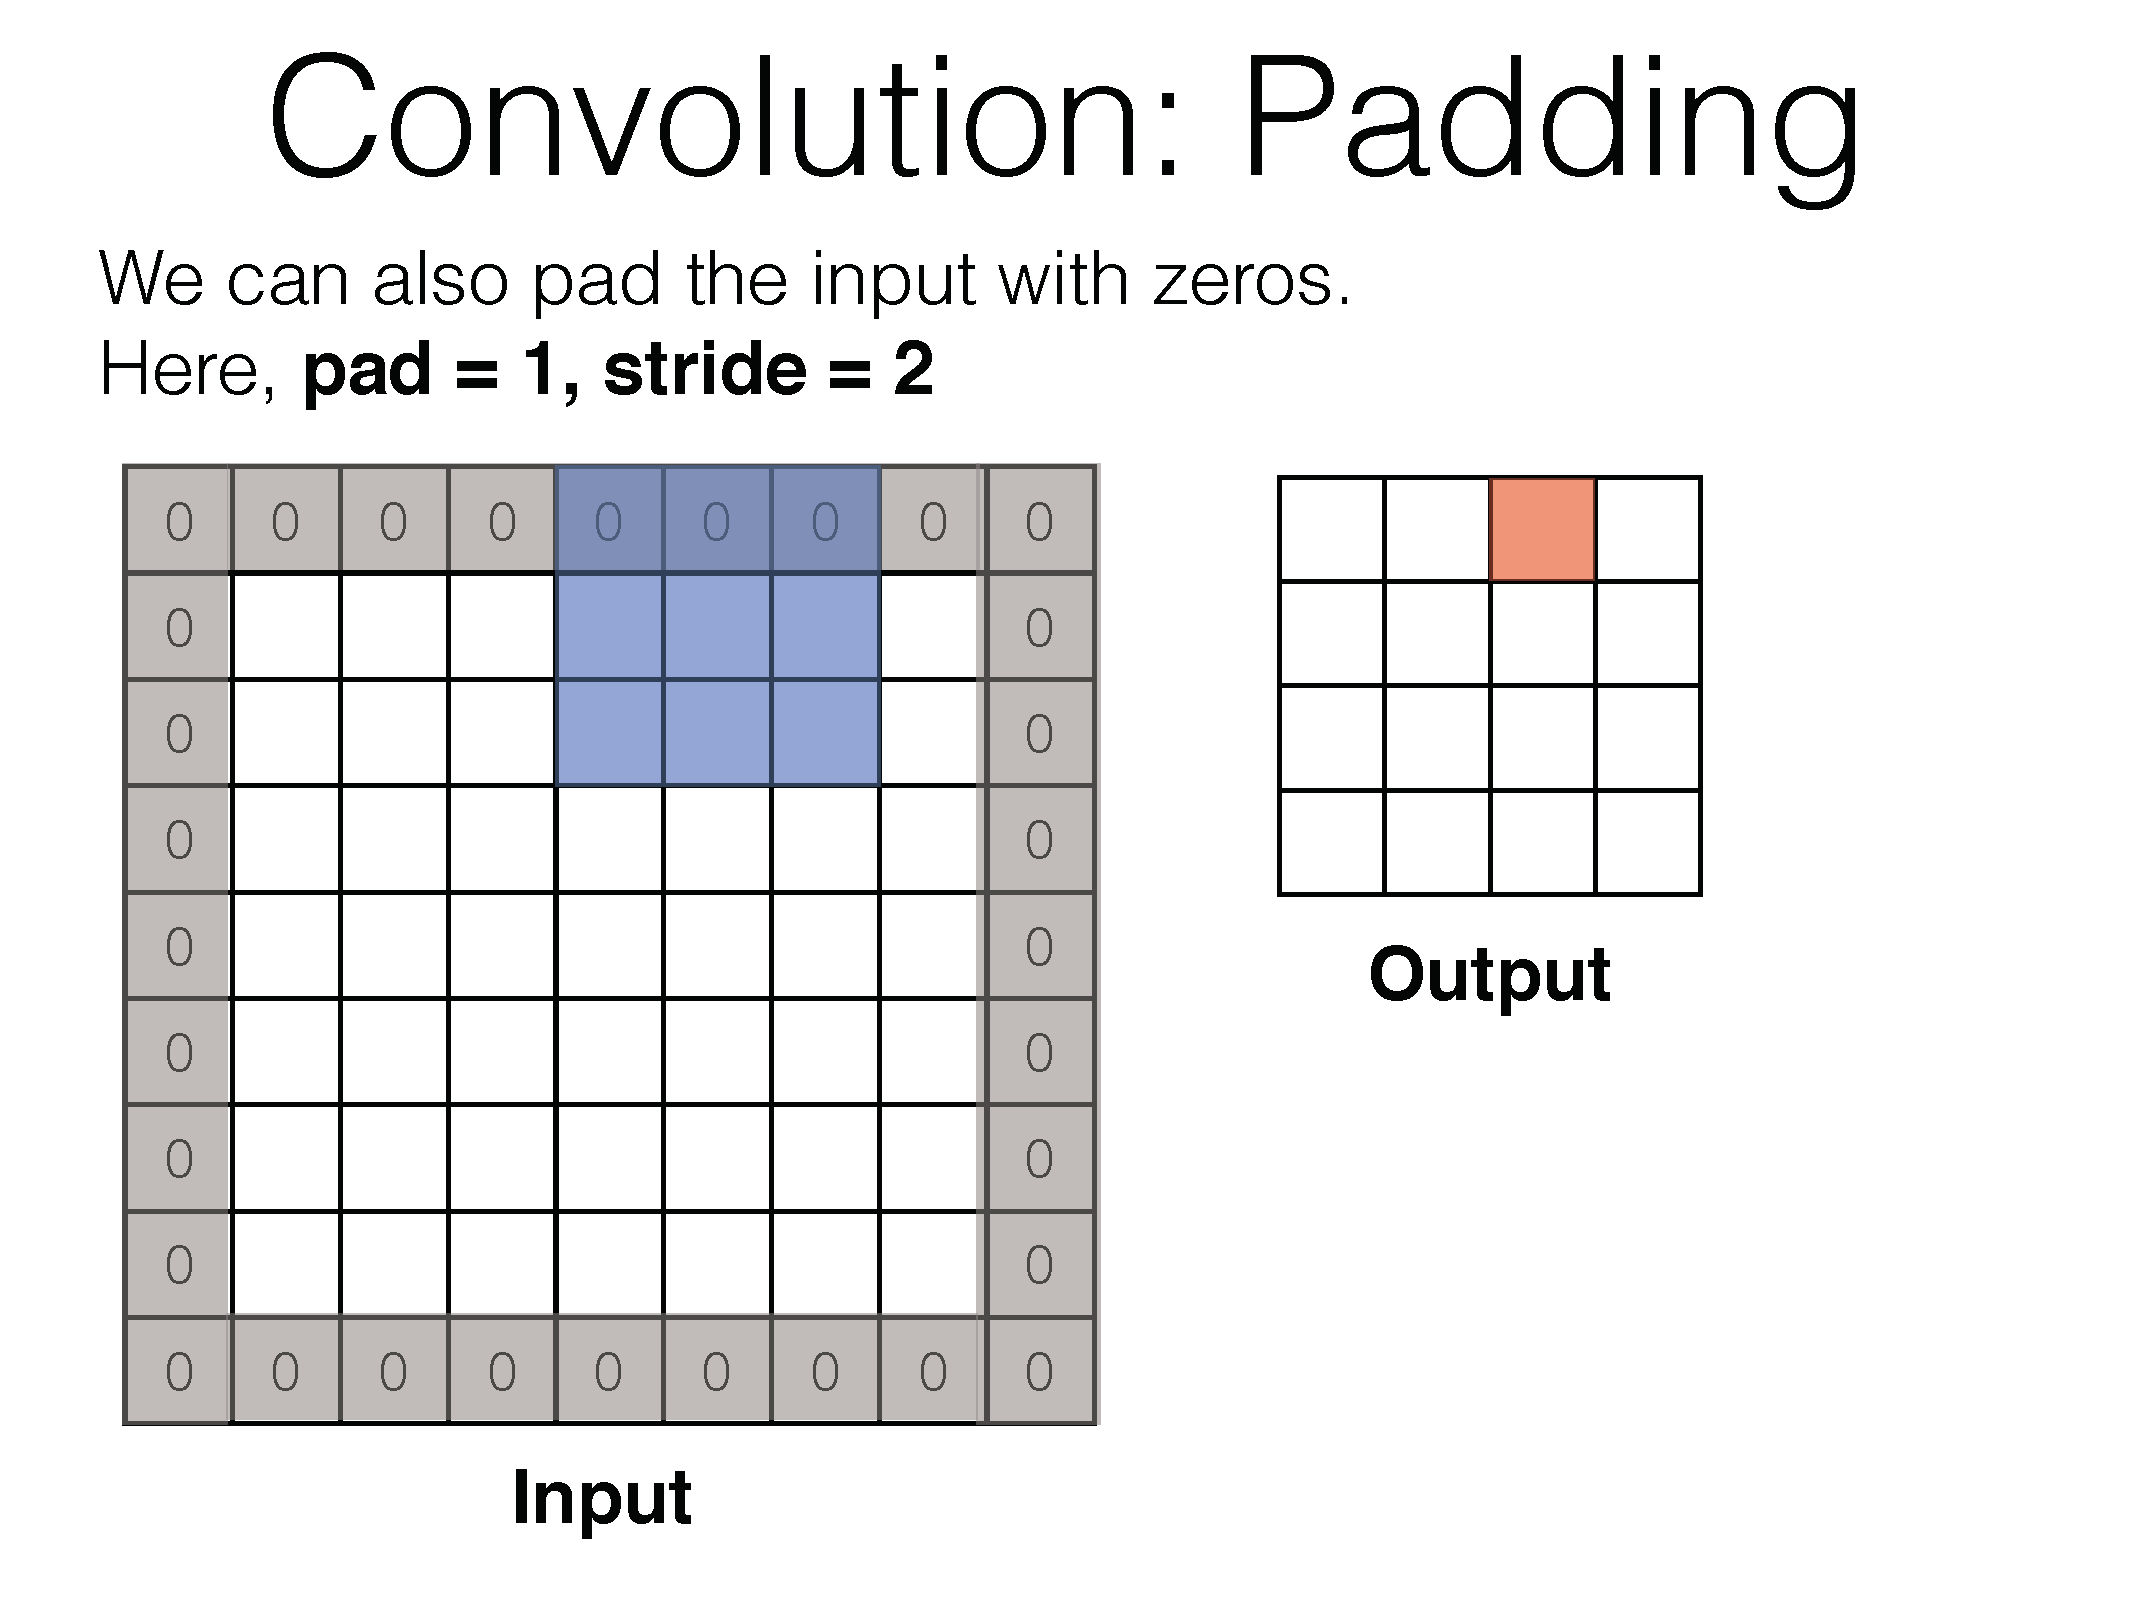 Convolution: Padding
We can also pad the input with zeros.
Here, pad = 1, stride = 2
0 0 0 0 0 0 0 0 0
0 0
0 0
0 0
0 0
0 0
0 0
0 0
0 0 0 0 0 0 0 0 0
Output
Input